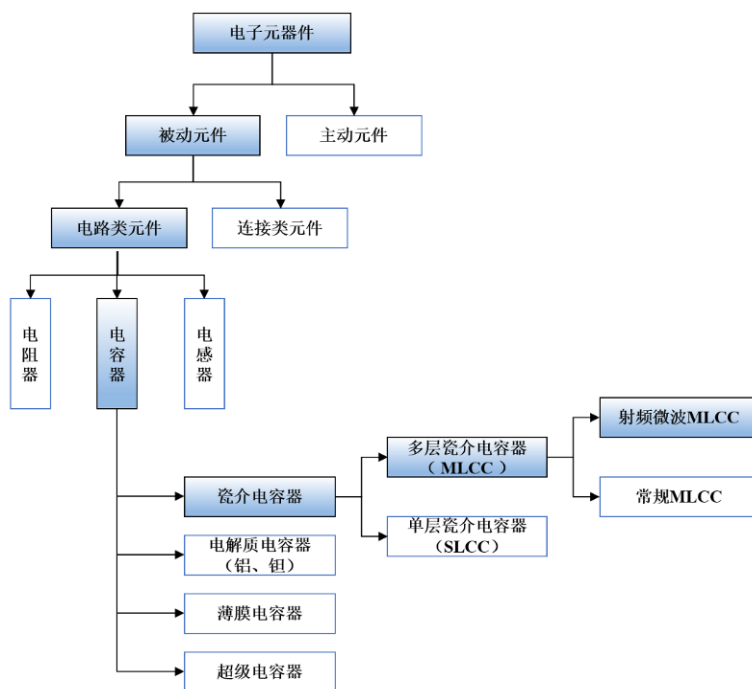 电子元器件
被动元件
主动元件
电路类元件
连接类元件
电阻器
电容器
电感器
多层瓷介电容器
（MLCC）
射频微波MLCC
瓷介电容器
常规MLCC
单层瓷介电容器
（SLCC）
电解质电容器
（铝、钽）
薄膜电容器
超级电容器